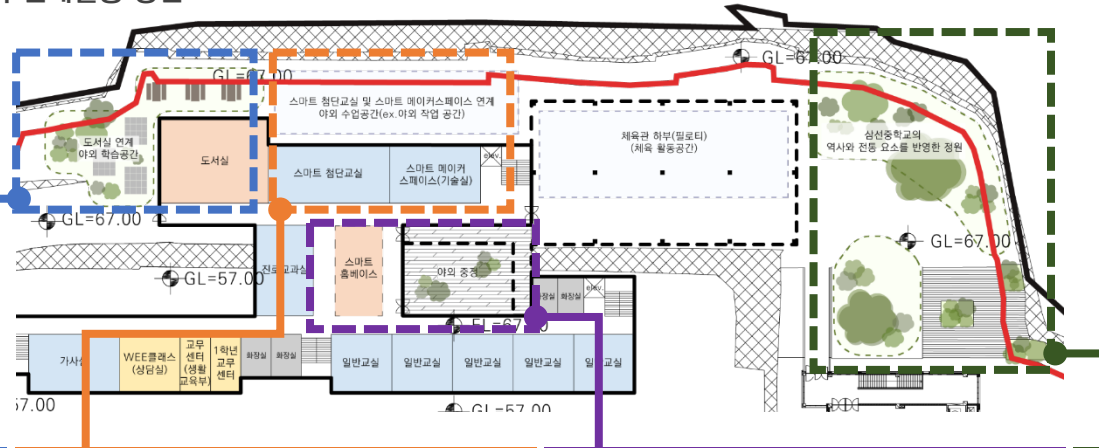 GL=67.00
GL=67.00
스마트 첨단교실 및 스마트 메이커스페이스 연계
야외 수업공간(ex.야외 작업 공간)
체육관 하부(필로티)
(체육 활동공간)
삼선중학교의
역사와 전통 요소를 반영한 정원
도서실 연계
야외 학습공간
도서실
스마트 첨단교실
스마트 메이커
스페이스(기술실)
elev.
GL=67.00
GL=67.00
GL=57.00
진로교과실
스마트
홈베이스
야외 중정
화장실
화장실
elev.
FL=67.00
가사실
WEE클래스
(상담실)
교무
센터
(생활
교육부)
1학년
교무
센터
화장실
화장실
일반교실
일반교실
일반교실
일반교실
일반교실
57.00
GL=57.00